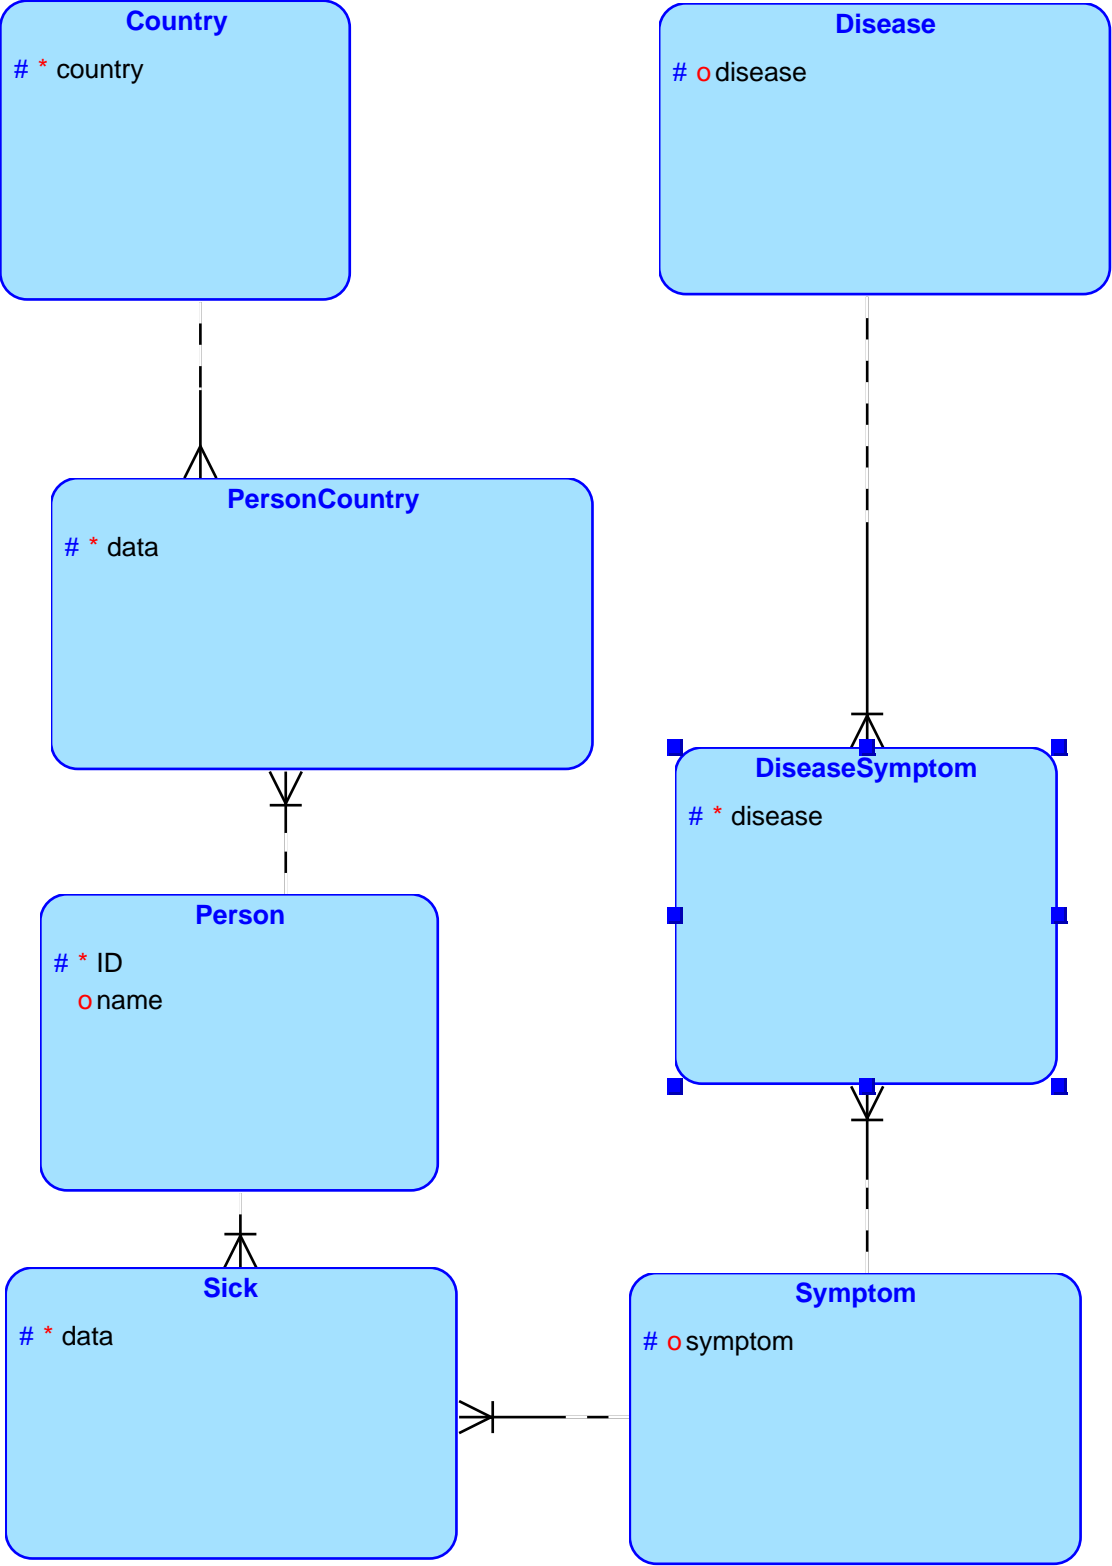 Country
# * country
Disease
# o disease
PersonCountry
# * data
DiseaseSymptom
# * disease
Person
# * ID
o name
Sick
# * data
Symptom
# o symptom